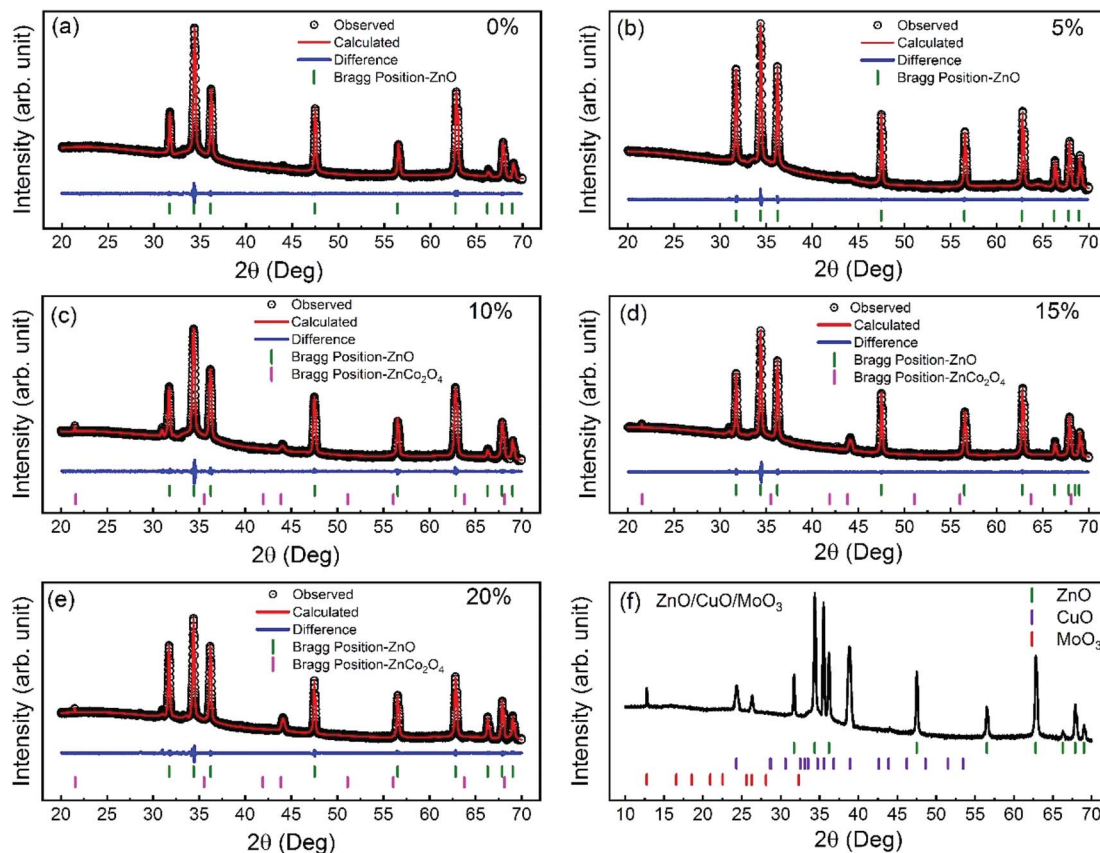 (a)
0%
Observed
Calculated
Difference
Bragg Position-ZnO
Intensity (arb. unit)
20 25 30 35 40 45 50 55 60 65 70
2θ (Deg)
(b)
5%
Observed
Calculated
Difference
Bragg Position-ZnO
Intensity (arb. unit)
20 25 30 35 40 45 50 55 60 65 70
2θ (Deg)
(c)
10%
Observed
Calculated
Difference
Bragg Position-ZnO
Bragg Position-ZnCo₂O₄
Intensity (arb. unit)
20 25 30 35 40 45 50 55 60 65 70
2θ (Deg)
(d)
15%
Observed
Calculated
Difference
Bragg Position-ZnO
Bragg Position-ZnCo₂O₄
Intensity (arb. unit)
20 25 30 35 40 45 50 55 60 65 70
2θ (Deg)
(e)
20%
Observed
Calculated
Difference
Bragg Position-ZnO
Bragg Position-ZnCo₂O₄
Intensity (arb. unit)
20 25 30 35 40 45 50 55 60 65 70
2θ (Deg)
(f)
ZnO/CuO/MoO₃
ZnO
CuO
MoO₃
Intensity (arb. unit)
10 15 20 25 30 35 40 45 50 55 60 65 70
2θ (Deg)